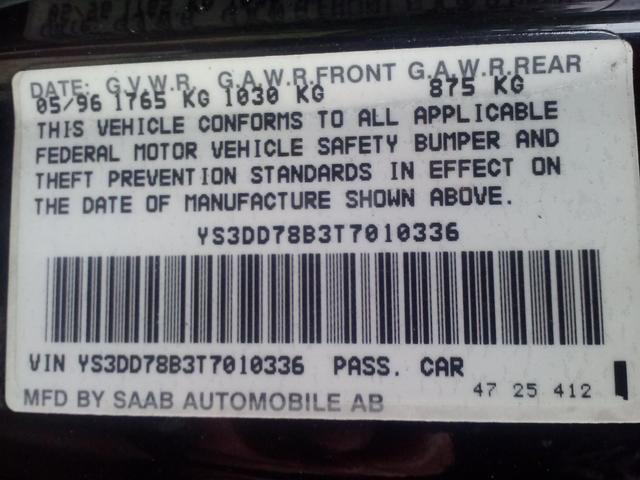 DATE: G.V.W.R. G.A.W.R.FRONT G.A.W.R.REAR
05/96 1765 KG 1030 KG 875 KG
THIS VEHICLE CONFORMS TO ALL APPLICABLE
FEDERAL MOTOR VEHICLE SAFETY BUMPER AND
THEFT PREVENTION STANDARDS IN EFFECT ON
THE DATE OF MANUFACTURE SHOWN ABOVE.
YS3DD78B3T7010336
VIN YS3DD78B3T7010336 PASS. CAR
47 25 412
MFD BY SAAB AUTOMOBILE AB